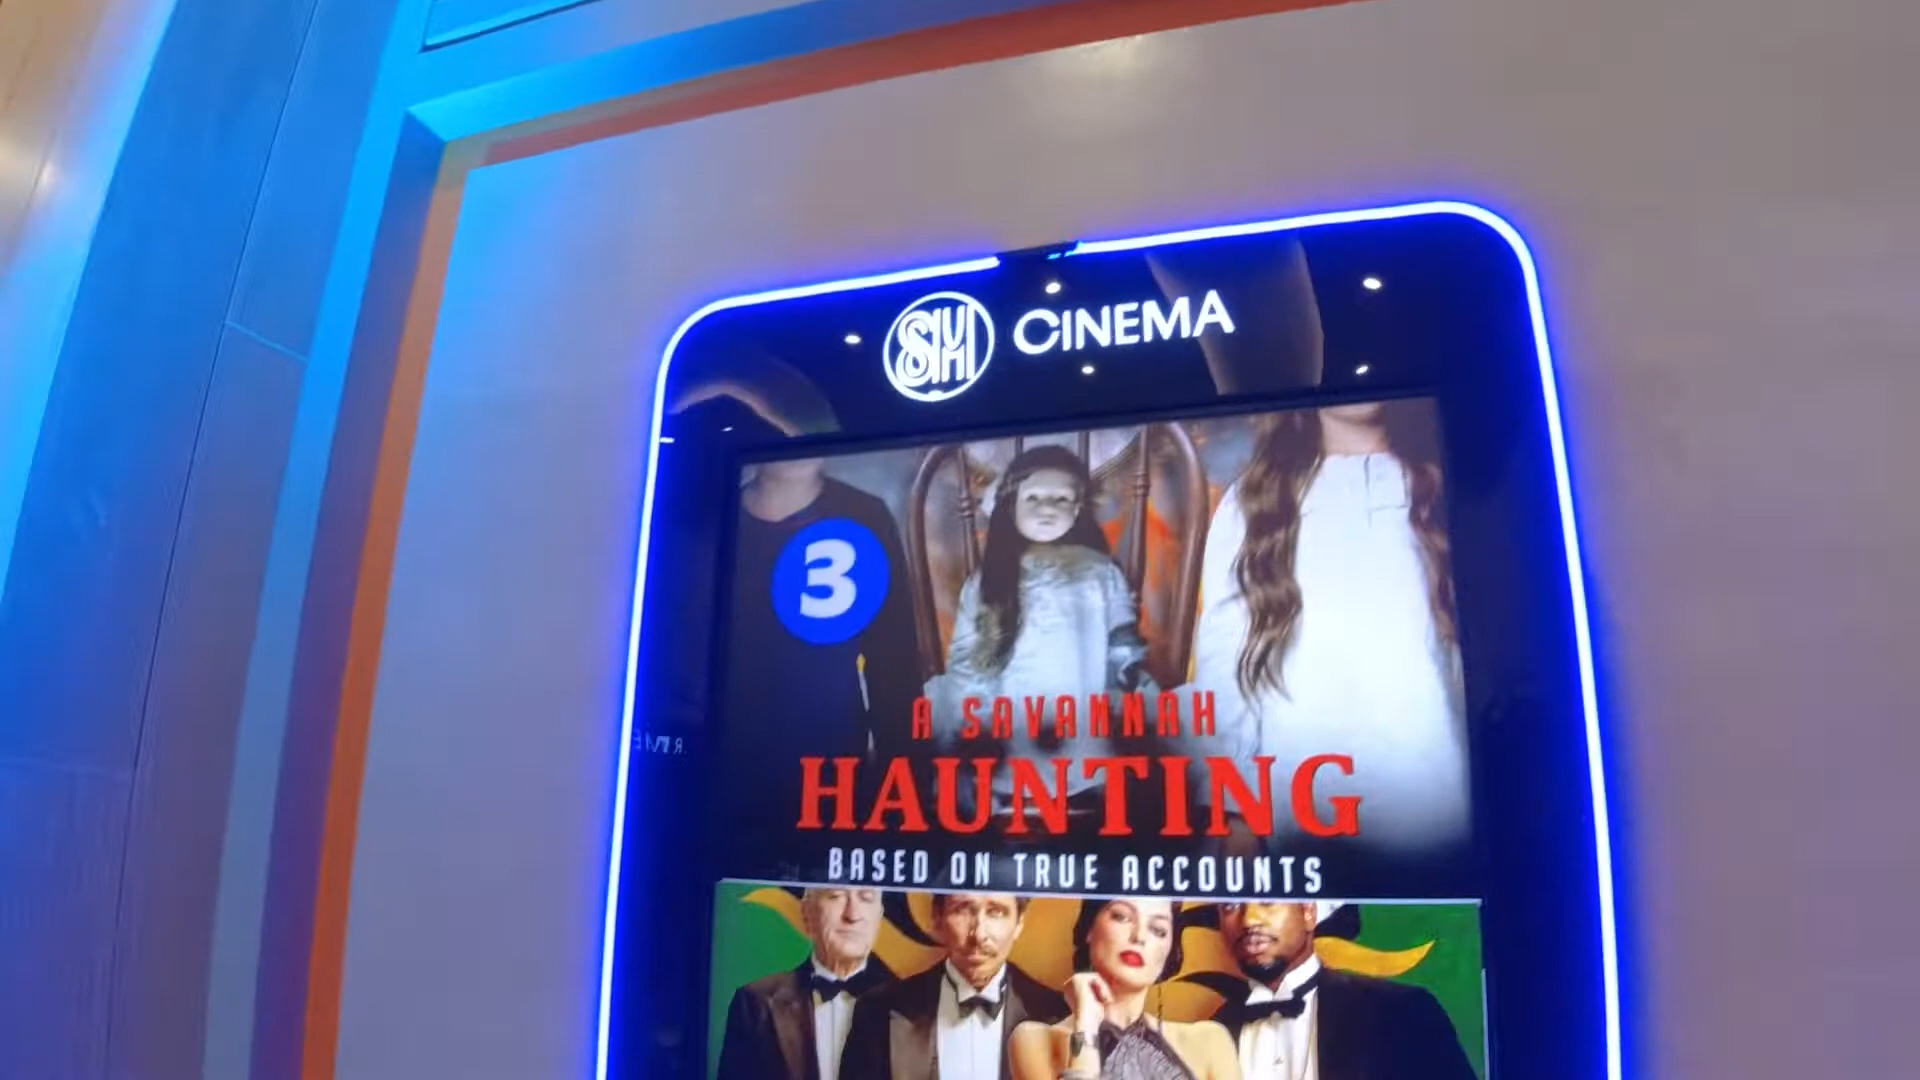 SM CINEMA
3
A SAVANNAH
HAUNTING
BASED ON TRUE ACCOUNTS